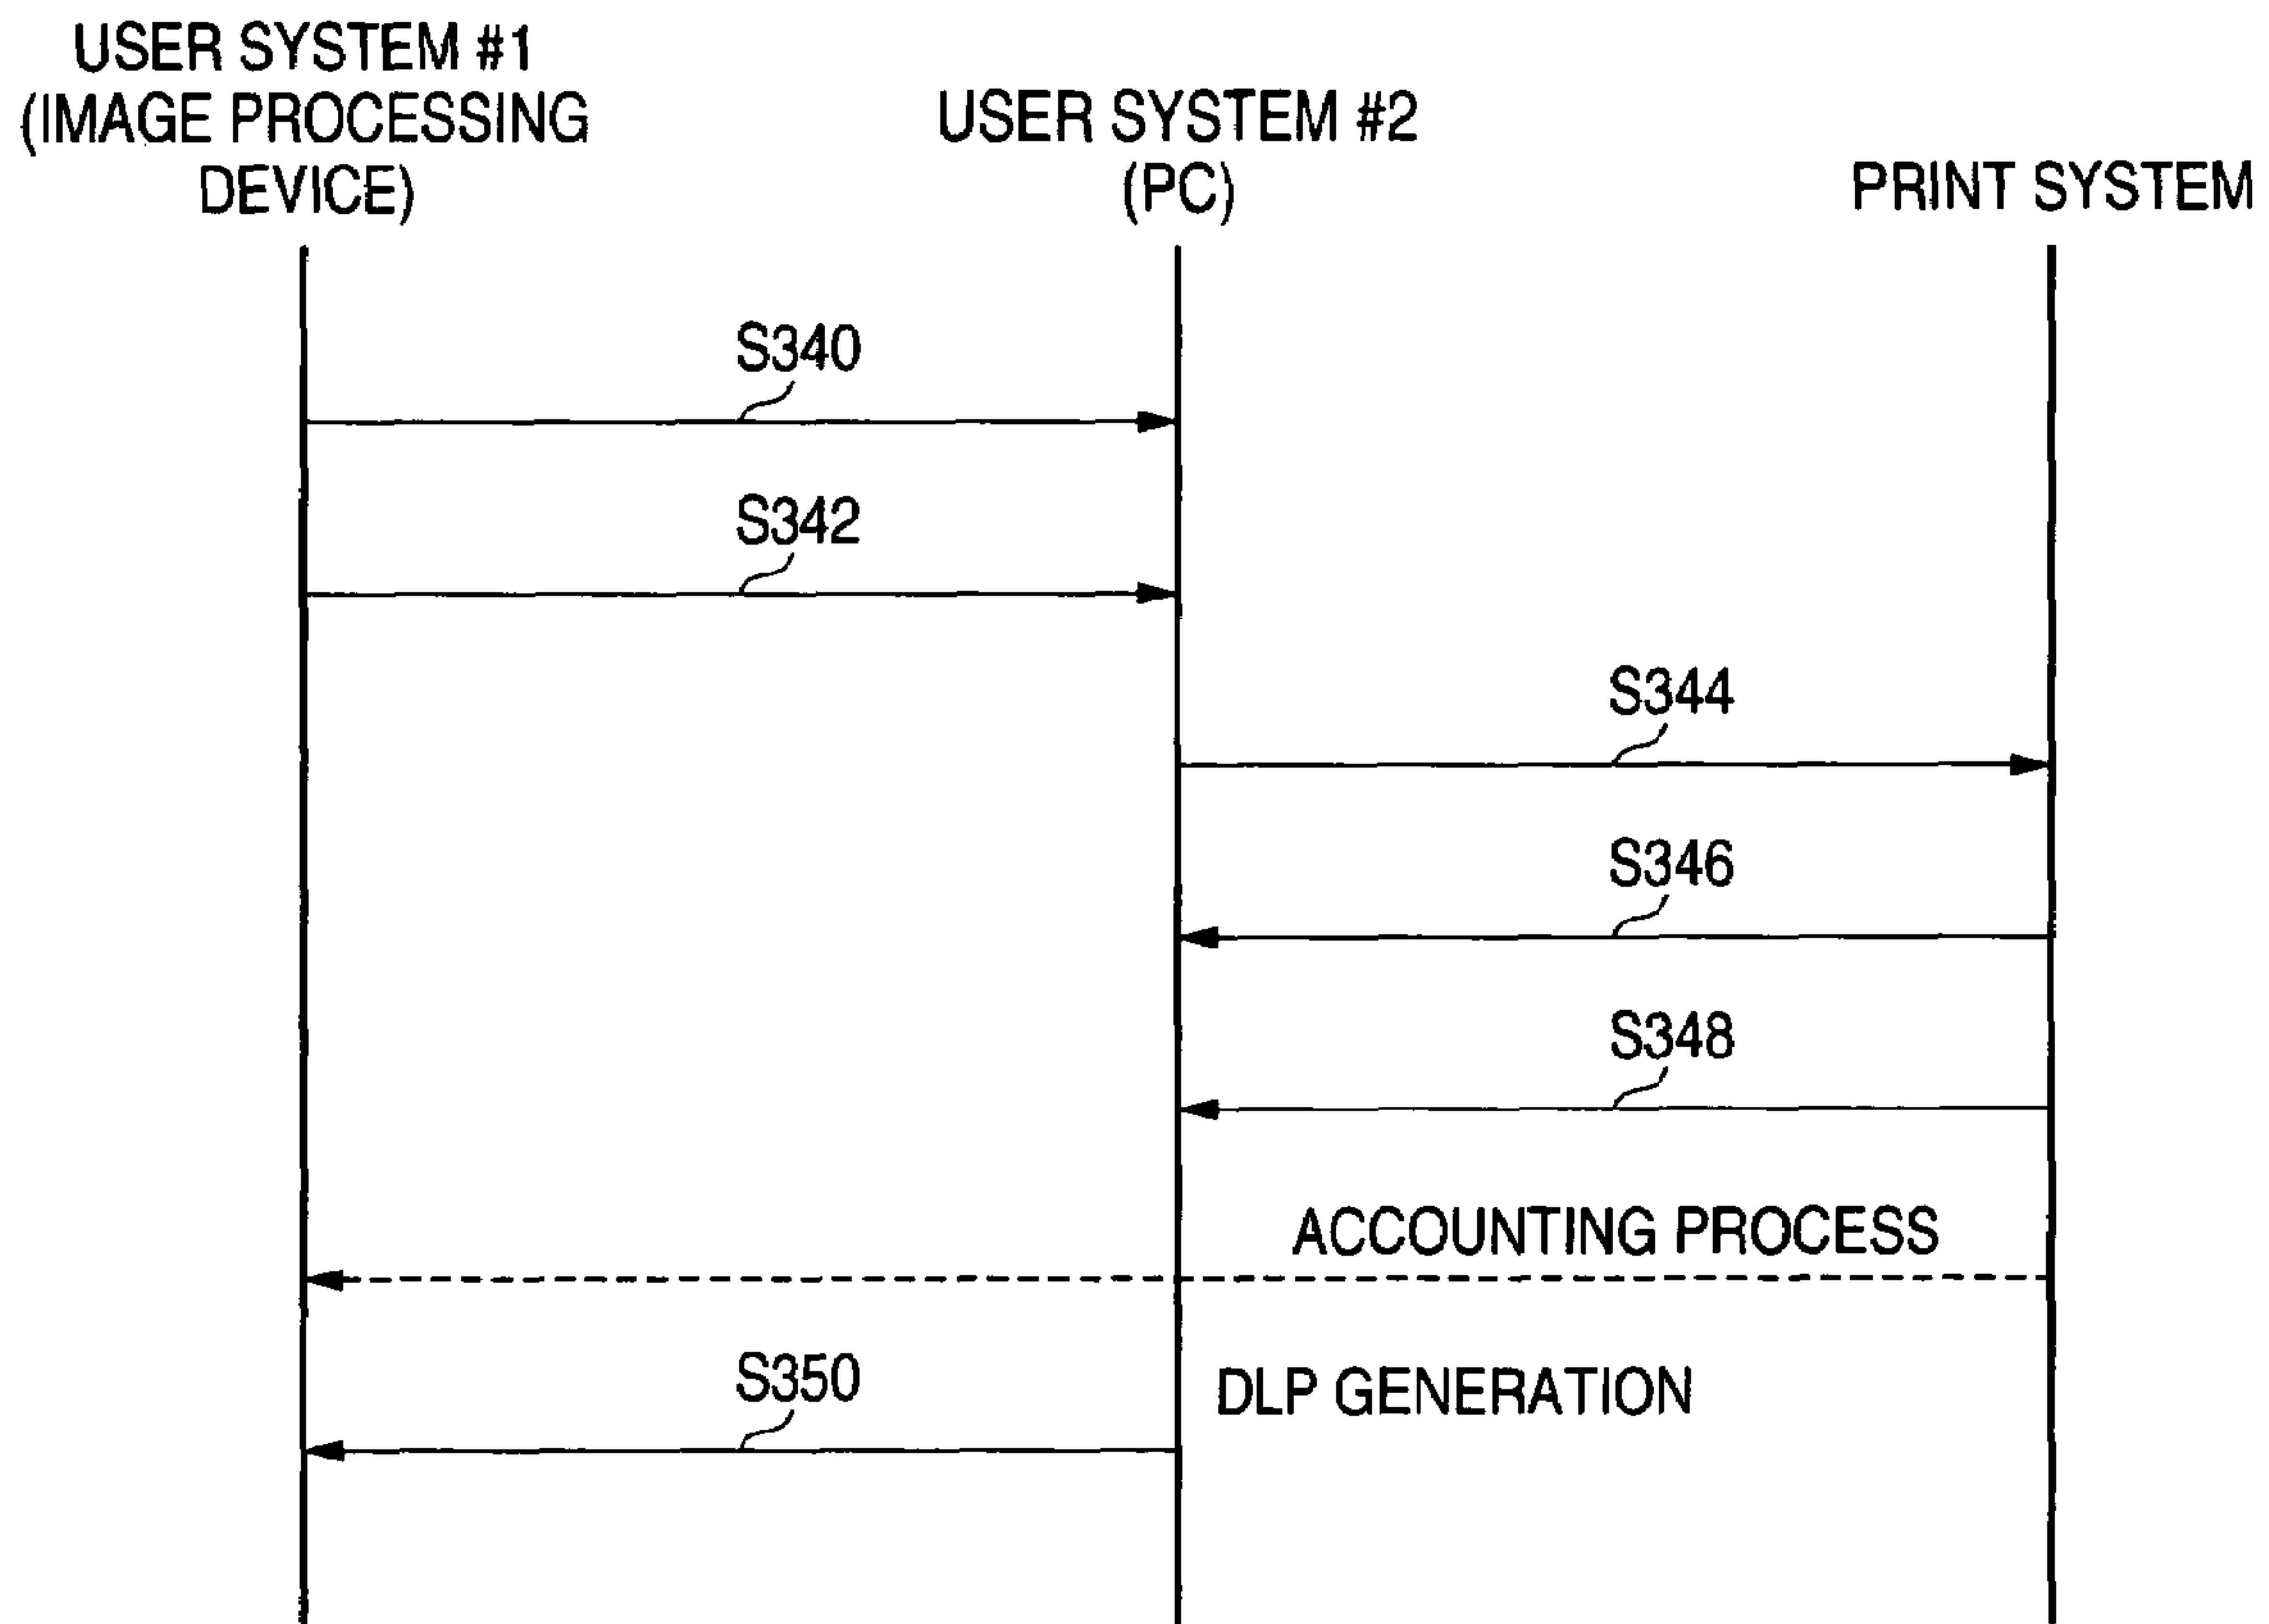 USER SYSTEM #1
(IMAGE PROCESSING
DEVICE)
USER SYSTEM #2
(PC)
PRINT SYSTEM
S340
S342
S344
S346
S348
ACCOUNTING PROCESS
S350
DLP GENERATION